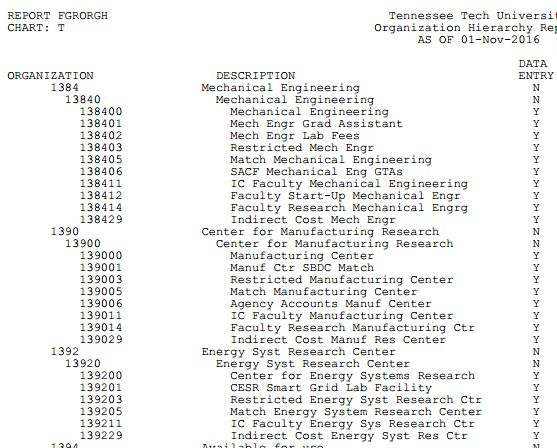 REPORT FGRORGH Tennessee Tech Universit
CHART: T Organization Hierarchy Rep
AS OF 01-Nov-2016
DATA
ORGANIZATION DESCRIPTION ENTRY
1384 Mechanical Engineering N
13840 Mechanical Engineering N
138400 Mechanical Engineering Y
138401 Mech Engr Grad Assistant Y
138402 Mech Engr Lab Fees Y
138403 Restricted Mech Engr Y
138405 Match Mechanical Engineering Y
138406 SACF Mechanical Eng GTAs Y
138411 IC Faculty Mechanical Engineering Y
138412 Faculty Start-Up Mechanical Engr Y
138414 Faculty Research Mechanical Engrg Y
138429 Indirect Cost Mech Engr Y
1390 Center for Manufacturing Research N
13900 Center for Manufacturing Research N
139000 Manufacturing Center Y
139001 Manuf Ctr SBDC Match Y
139003 Restricted Manufacturing Center Y
139005 Match Manufacturing Center Y
139006 Agency Accounts Manuf Center Y
139011 IC Faculty Manufacturing Center Y
139014 Faculty Research Manufacturing Ctr Y
139029 Indirect Cost Manuf Res Center Y
1392 Energy Syst Research Center N
13920 Energy Syst Research Center N
139200 Center for Energy Systems Research Y
139201 CESR Smart Grid Lab Facility Y
139203 Restricted Energy Syst Research Ctr Y
139205 Match Energy System Research Center Y
139211 IC Faculty Energy Sys Research Ctr Y
139229 Indirect Cost Energy Syst Res Ctr Y
1394 Available for use N